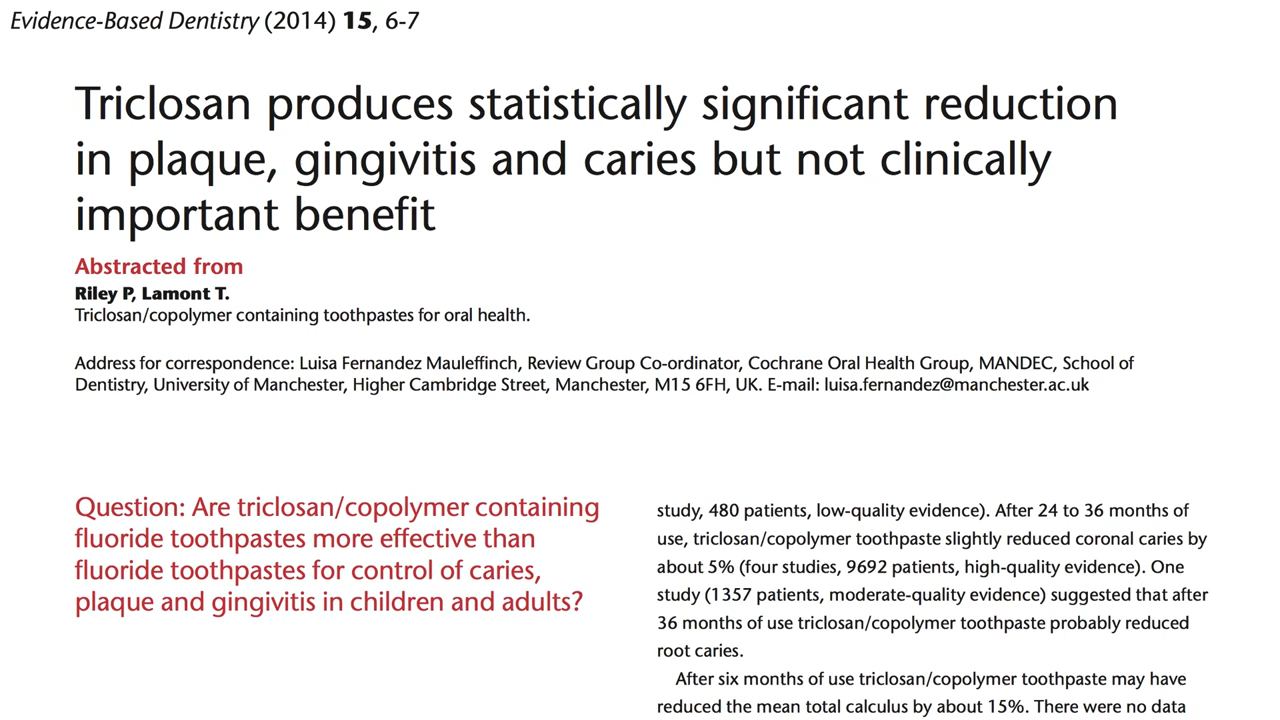 Evidence-Based Dentistry (2014) 15, 6-7
Triclosan produces statistically significant reduction
in plaque, gingivitis and caries but not clinically
important benefit
Abstracted from
Riley P, Lamont T.
Triclosan/copolymer containing toothpastes for oral health.
Address for correspondence: Luisa Fernandez Mauleffinch, Review Group Co-ordinator, Cochrane Oral Health Group, MANDEC, School of
Dentistry, University of Manchester, Higher Cambridge Street, Manchester, M15 6FH, UK. E-mail: luisa.fernandez@manchester.ac.uk
Question: Are triclosan/copolymer containing
fluoride toothpastes more effective than
fluoride toothpastes for control of caries,
plaque and gingivitis in children and adults?
study, 480 patients, low-quality evidence). After 24 to 36 months of
use, triclosan/copolymer toothpaste slightly reduced coronal caries by
about 5% (four studies, 9692 patients, high-quality evidence). One
study (1357 patients, moderate-quality evidence) suggested that after
36 months of use triclosan/copolymer toothpaste probably reduced
root caries.
After six months of use triclosan/copolymer toothpaste may have
reduced the mean total calculus by about 15%. There were no data